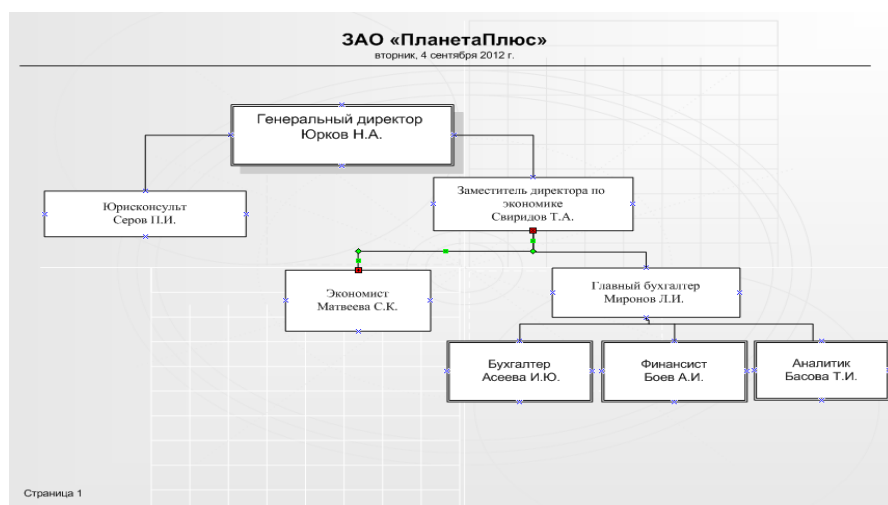 ЗАО «ПланетаПлюс»
вторник, 4 сентября 2012 г.
Генеральный директор
Юрков Н.А.
Юрисконсульт
Серов П.И.
Заместитель директора по
экономике
Свиридов Т.А.
Экономист
Матвеева С.К.
Главный бухгалтер
Миронов Л.И.
Бухгалтер
Асеева И.Ю.
Финансист
Боев А.И.
Аналитик
Басова Т.И.
Страница 1